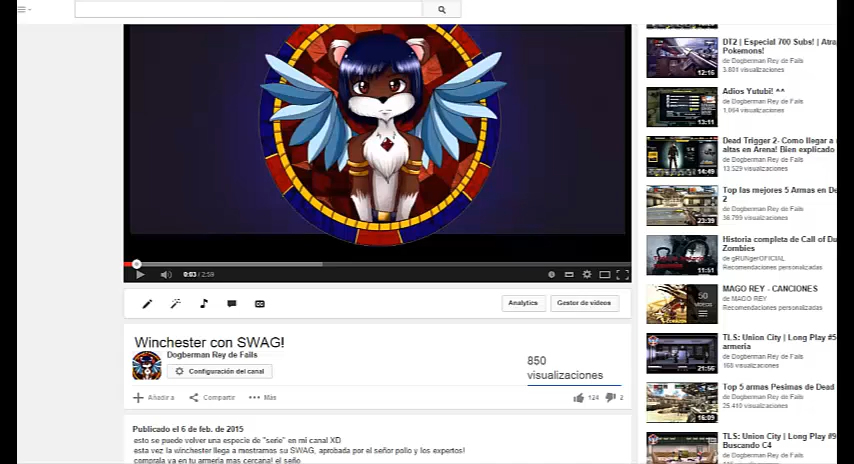 0:03 / 2:59
Analytics
Gestor de vídeos
Winchester con SWAG!
Dogberman Rey de Fails
Configuración del canal
850
visualizaciones
Añadir a
Compartir
Más
124
2
Publicado el 6 de feb. de 2015
esto se puede volver una especie de "serie" en mi canal XD
esta vez la winchester llega a mostrarnos su SWAG, aprobada por el señor pollo y los expertos!
comprala ya en tu armeria mas cercana! el seño
DT2 | Especial 700 Subs! | Atra
Pokemons!
de Dogberman Rey de Fails
3.801 visualizaciones
12:16
Adios Yutubi! ^^
de Dogberman Rey de Fails
1.064 visualizaciones
13:11
Dead Trigger 2- Como llegar a
altas en Arena! Bien explicado
de Dogberman Rey de Fails
13 529 visualizaciones
14:49
Top las mejores 5 Armas en De
2
de Dogberman Rey de Fails
36 799 visualizaciones
23:39
Historia completa de Call of Du
Zombies
de gRUNgerOFICIAL
Recomendaciones personalizadas
11:51
MAGO REY - CANCIONES
de MAGO REY
Recomendaciones personalizadas
50
VIDEOS
TLS: Union City | Long Play #5
armeria
de Dogberman Rey de Fails
168 visualizaciones
21:56
Top 5 armas Pesimas de Dead
de Dogberman Rey de Fails
25 410 visualizaciones
16:09
TLS: Union City | Long Play #9
Buscando C4
de Dogberman Rey de Fails